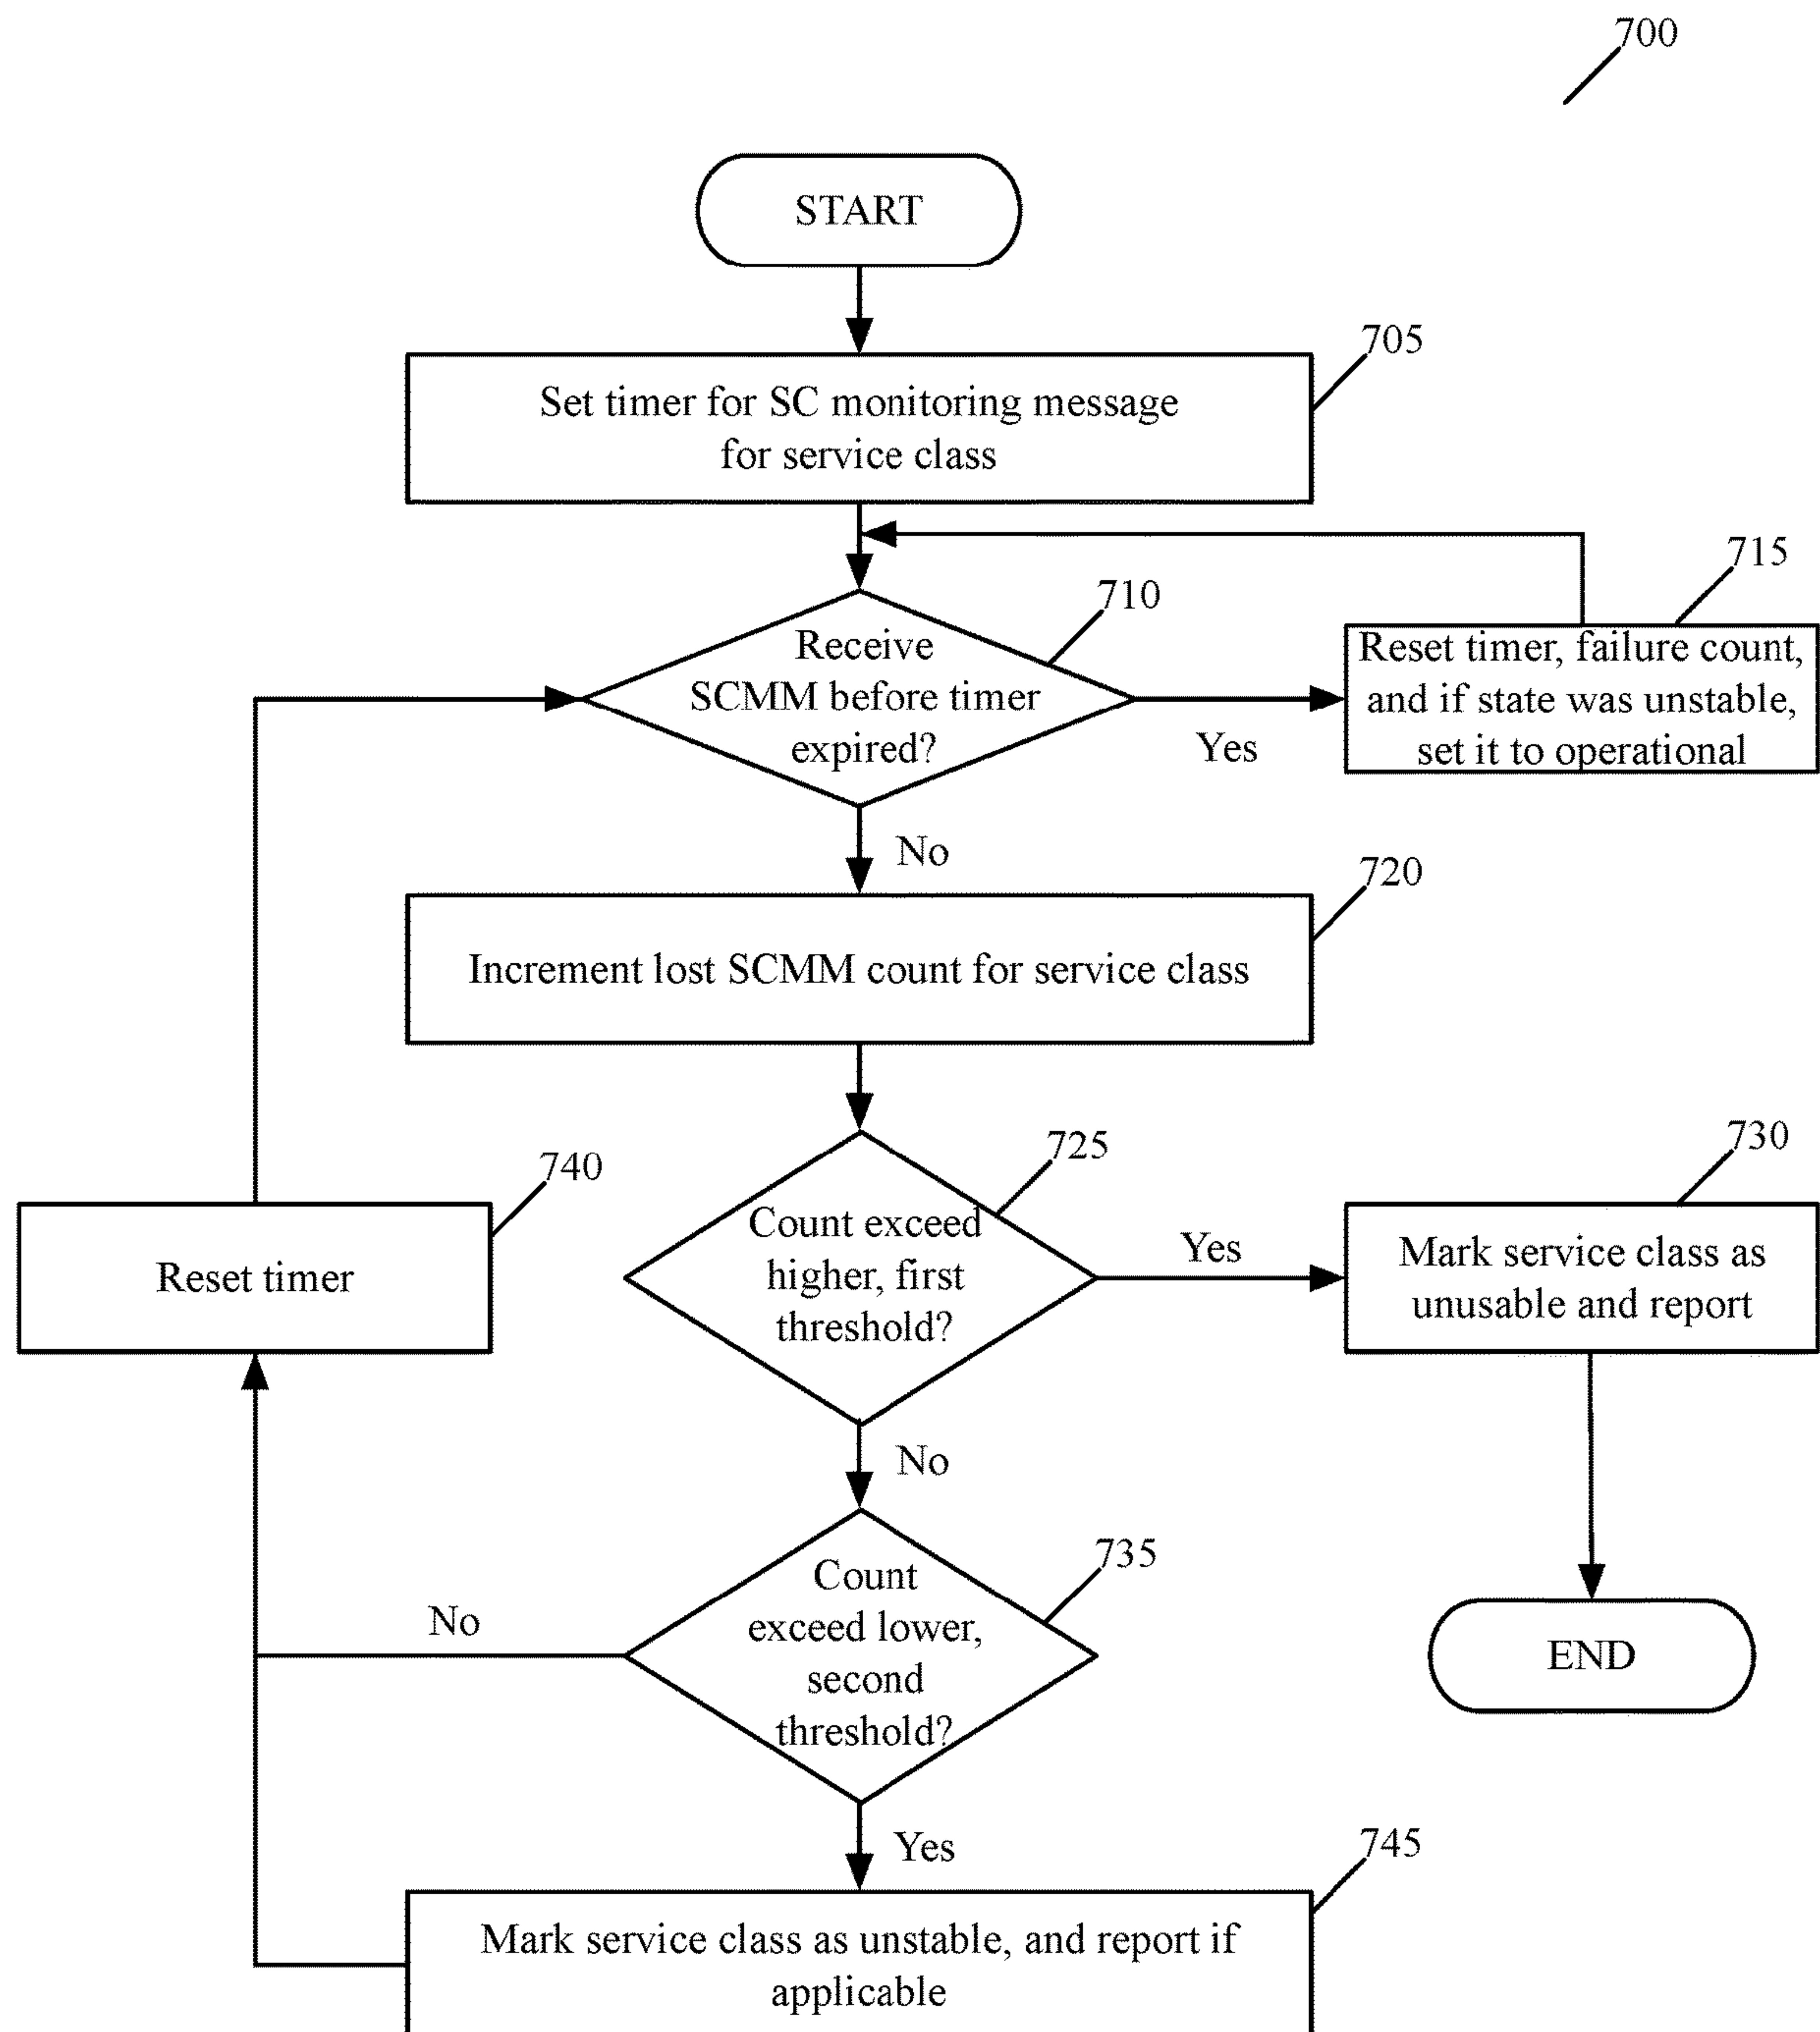 700
START
705
Set timer for SC monitoring message
for service class
710
Receive
SCMM before timer
expired?
Yes
715
Reset timer, failure count,
and if state was unstable,
set it to operational
No
720
Increment lost SCMM count for service class
725
Count exceed
higher, first
threshold?
Yes
730
Mark service class as
unusable and report
740
Reset timer
No
735
Count
exceed lower,
second
threshold?
No
END
Yes
745
Mark service class as unstable, and report if
applicable